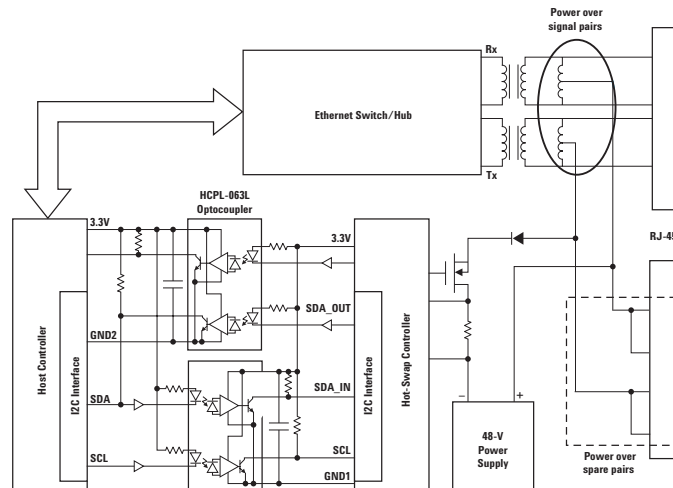 Power over
signal pairs
Rx
Ethernet Switch/Hub
Tx
HCPL-063L
Optocoupler
3.3V
3.3V
RJ-45
SDA_OUT
GND2
Host Controller
I2C Interface
SDA
SCL
SDA_IN
SCL
GND1
I2C Interface
Hot-Swap Controller
–
+
48-V
Power
Supply
Power over
spare pairs